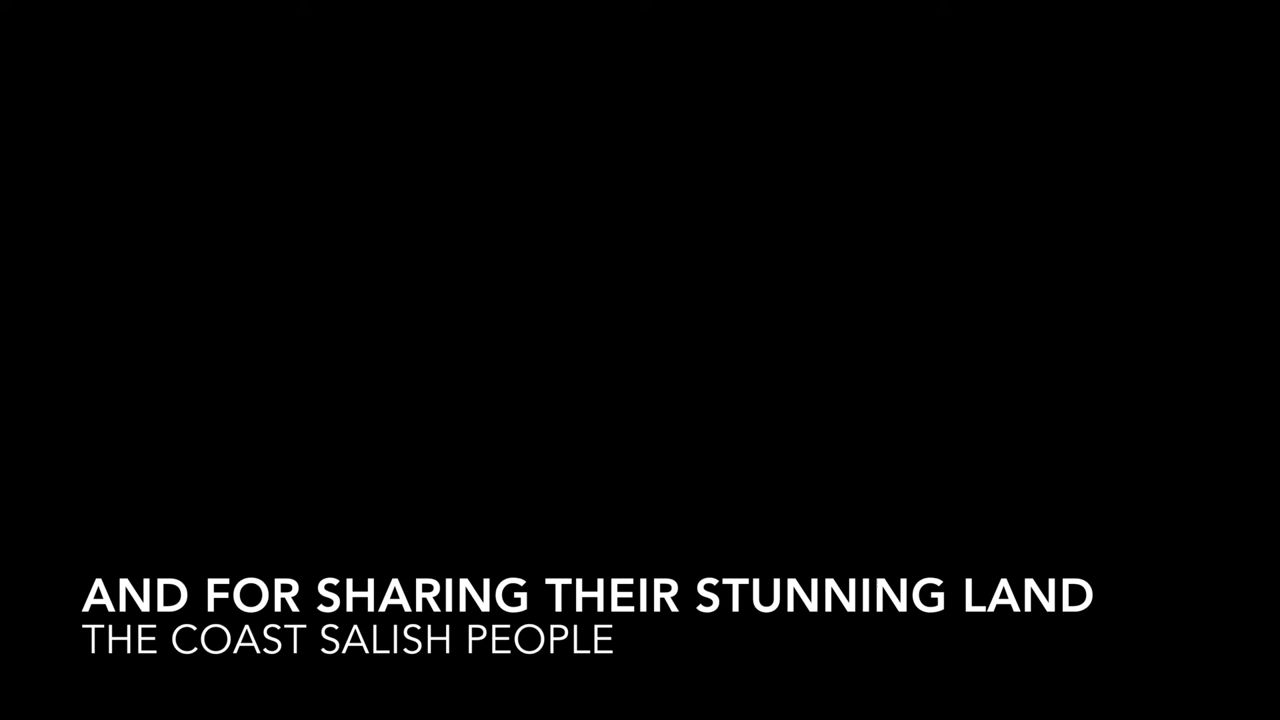 AND FOR SHARING THEIR STUNNING LAND
THE COAST SALISH PEOPLE